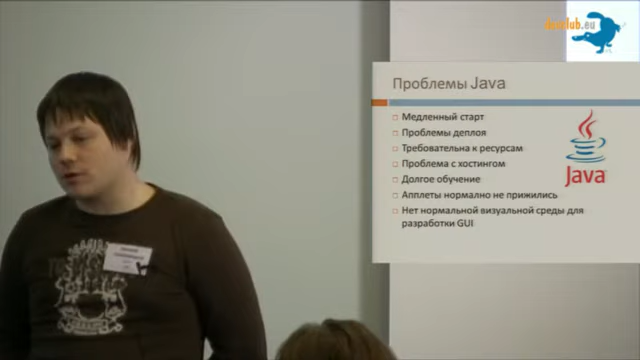 Проблемы Java
Медленный старт
Проблемы деплоя
Требовательна к ресурсам
Проблема с хостингом
Долгое обучение
Апплеты нормально не прижились
Нет нормальной визуальной среды для
разработки GUI
Java